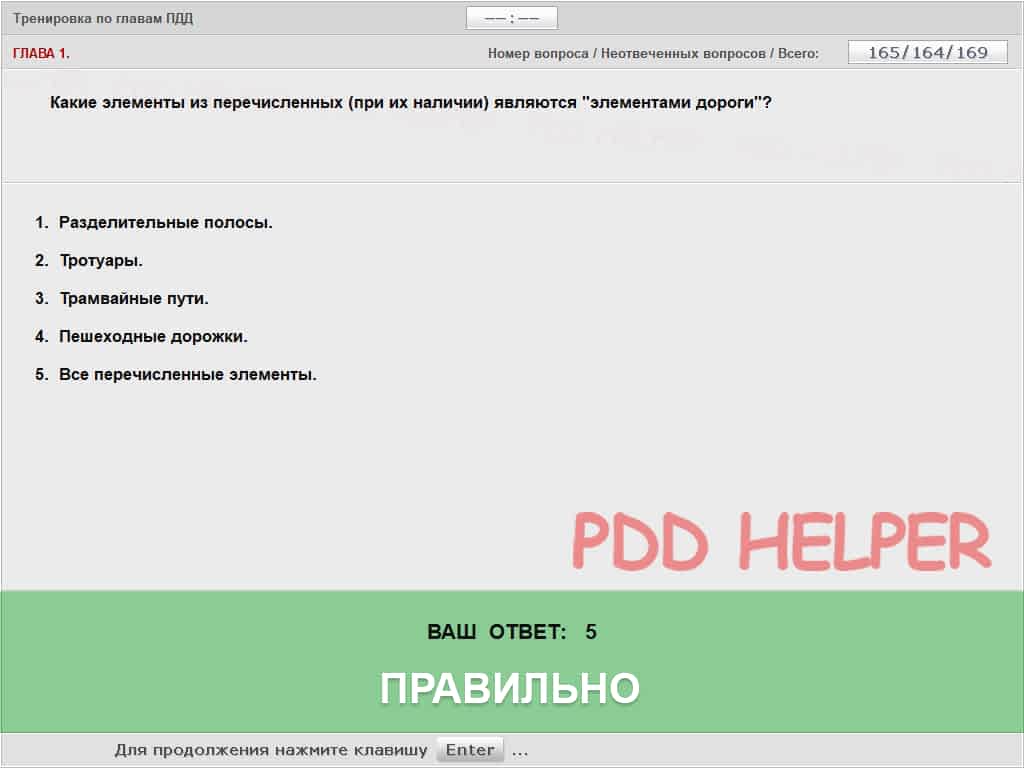 Тренировка по главам ПДД
–– : ––
ГЛАВА 1.
Номер вопроса / Неотвеченных вопросов / Всего: 165/164/169
Какие элементы из перечисленных (при их наличии) являются "элементами дороги"?
1. Разделительные полосы.
2. Тротуары.
3. Трамвайные пути.
4. Пешеходные дорожки.
5. Все перечисленные элементы.
PDD HELPER
ВАШ ОТВЕТ: 5
ПРАВИЛЬНО
Для продолжения нажмите клавишу Enter ...